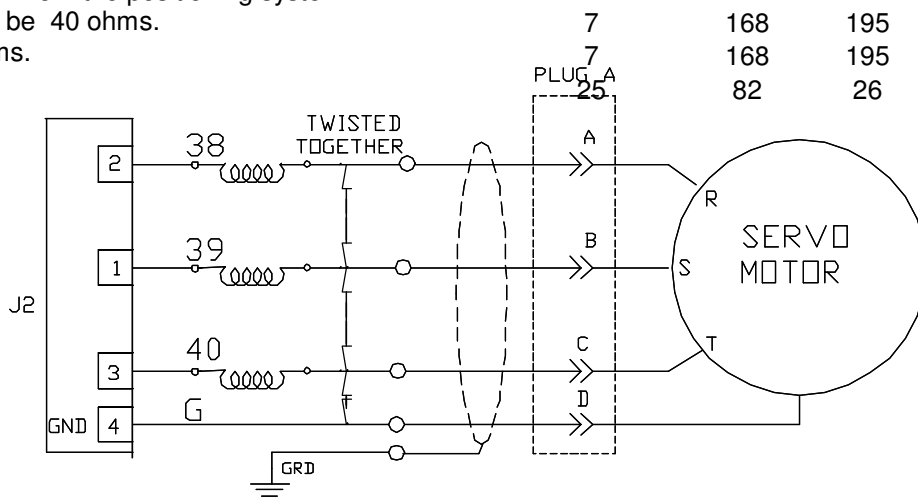 be 40 ohms.
ms.
7 168 195
7 168 195
25 82 26
PLUG A
TWISTED
TOGETHER
38
2
A
R
39
1
B
S
SERVO
MOTOR
J2
40
3
C
T
G
D
GND 4
GRD